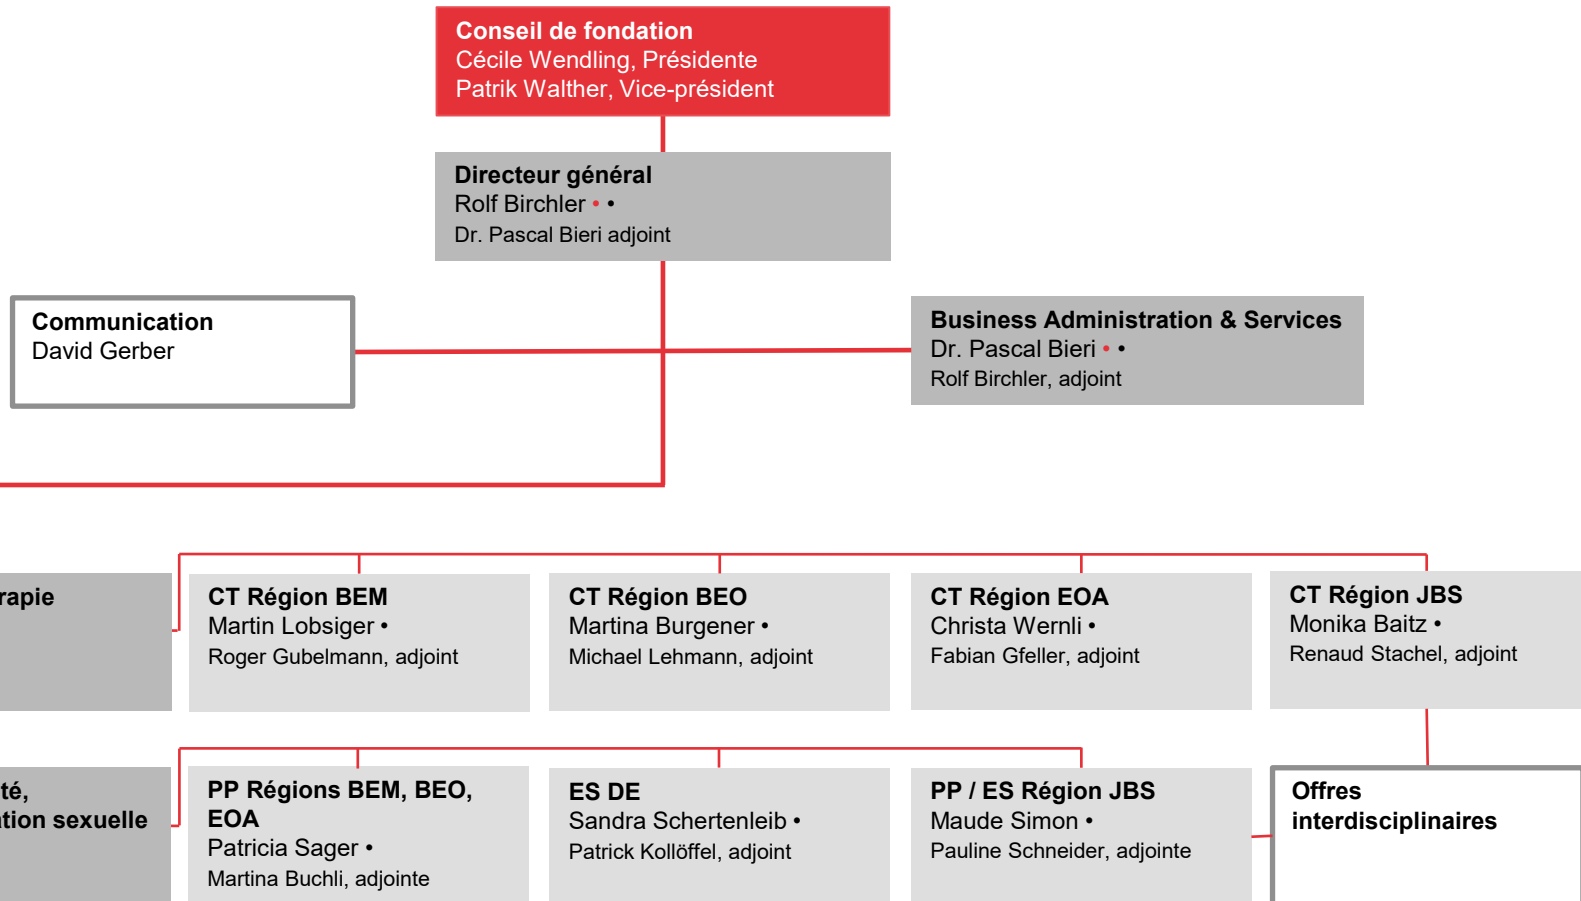 Conseil de fondation
Cécile Wendling, Présidente
Patrik Walther, Vice-président
Directeur général
Rolf Birchler • •
Dr. Pascal Bieri adjoint
Communication
David Gerber
Business Administration & Services
Dr. Pascal Bieri • •
Rolf Birchler, adjoint
rapie
CT Région BEM
Martin Lobsiger •
Roger Gubelmann, adjoint
CT Région BEO
Martina Burgener •
Michael Lehmann, adjoint
CT Région EOA
Christa Wernli •
Fabian Gfeller, adjoint
CT Région JBS
Monika Baitz •
Renaud Stachel, adjoint
té,
ation sexuelle
PP Régions BEM, BEO,
EOA
Patricia Sager •
Martina Buchli, adjointe
ES DE
Sandra Schertenleib •
Patrick Kollöffel, adjoint
PP / ES Région JBS
Maude Simon •
Pauline Schneider, adjointe
Offres
interdisciplinaires